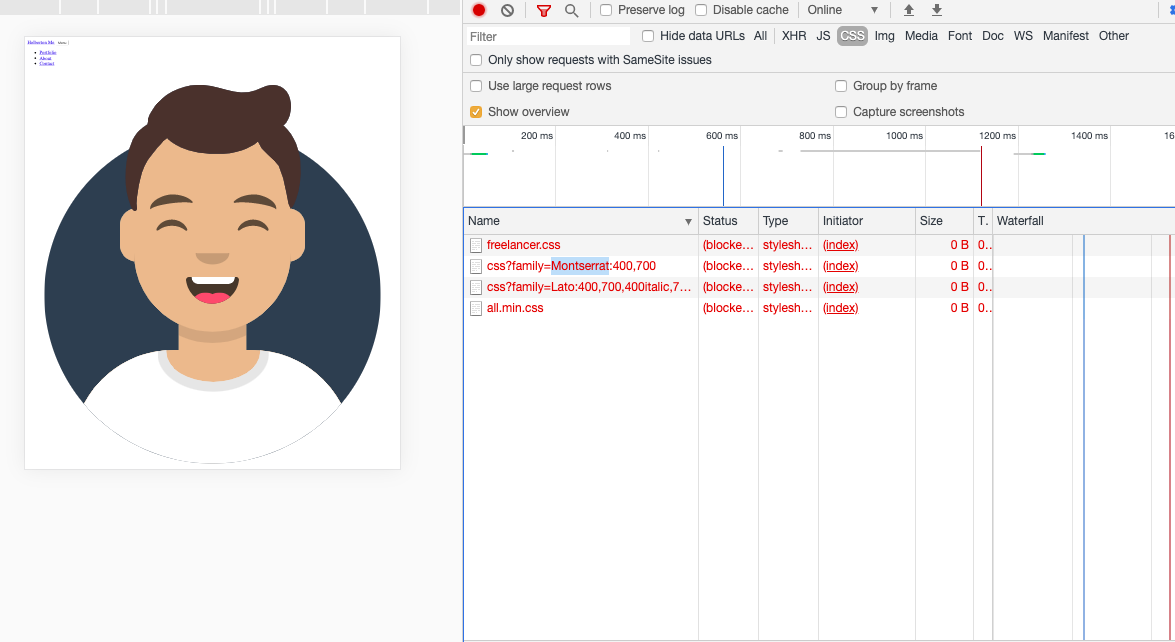 Preserve log Disable cache Online
Filter Hide data URLs All XHR JS CSS Img Media Font Doc WS Manifest Other
Only show requests with SameSite issues
Use large request rows Group by frame
Show overview Capture screenshots
200 ms 400 ms 600 ms 800 ms 1000 ms 1200 ms 1400 ms 16
Name Status Type Initiator Size T. Waterfall
freelancer.css (blocke... stylesh... (index) 0 B 0..
css?family=Montserrat:400,700 (blocke... stylesh... (index) 0 B 0..
css?family=Lato:400,700,400italic,7... (blocke... stylesh... (index) 0 B 0..
all.min.css (blocke... stylesh... (index) 0 B 0..
Portfolio
About
Contact